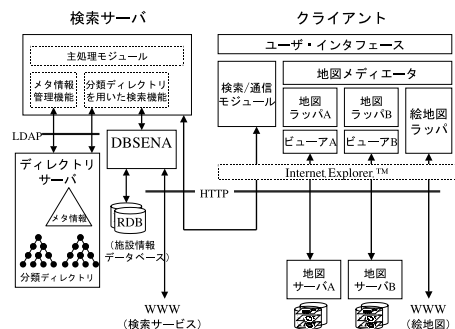 検索サーバ
主処理モジュール
メタ情報
管理機能
分類ディレクトリ
を用いた検索機能
LDAP
ディレクトリ
サーバ
メタ情報
分類ディレクトリ
DBSENA
RDB
(施設情報
データベース)
WWW
(検索サービス)
HTTP
クライアント
ユーザ・インタフェース
検索/通信
モジュール
地図メディエータ
地図
ラッパA
地図
ラッパB
絵地図
ラッパ
ビューアA
ビューアB
Internet Explorer ™
地図
サーバA
地図
サーバB
WWW
(絵地図)